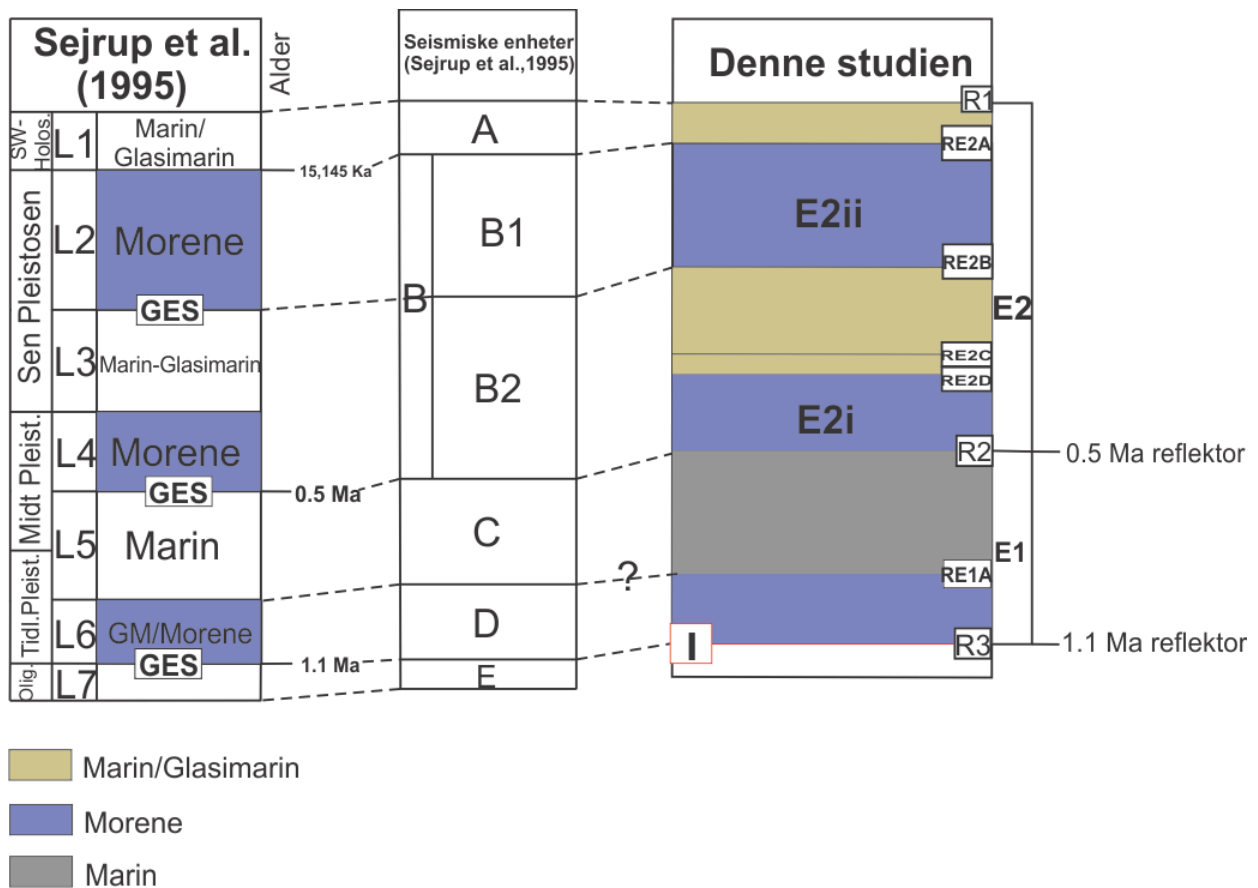 Sejrup et al.
(1995)
Alder
SW-
Holos.
L1
Marin/
Glasimarin
15,145 Ka
Sen Pleistosen
L2
Morene
GES
L3
Marin-Glasimarin
Midt Pleist.
L4
Morene
GES
0.5 Ma
L5
Marin
Tidl.Pleist.
L6
GM/Morene
GES
1.1 Ma
Olig.
L7
Seismiske enheter
(Sejrup et al.,1995)
A
B
B1
B2
C
D
E
?
Denne studien
R1
RE2A
E2ii
RE2B
E2
RE2C
RE2D
E2i
R2
0.5 Ma reflektor
E1
RE1A
I
R3
1.1 Ma reflektor
Marin/Glasimarin
Morene
Marin